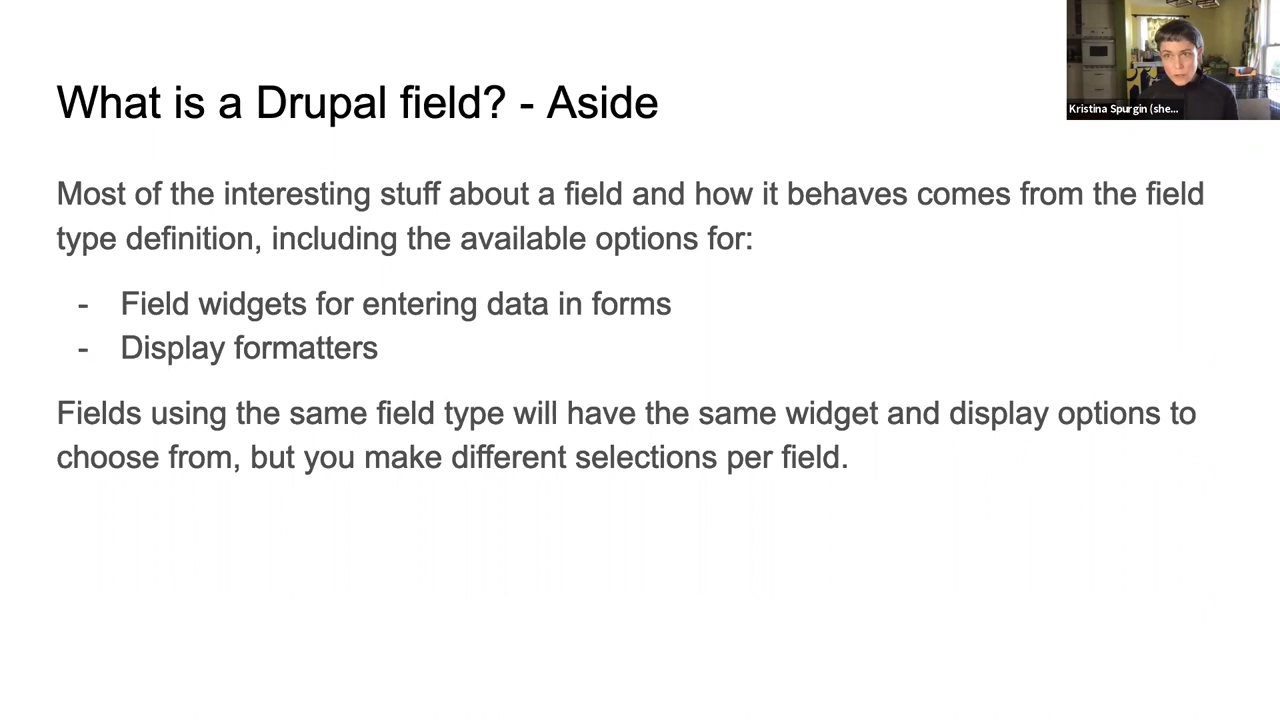 What is a Drupal field? - Aside
Kristina Spurgin (she...
Most of the interesting stuff about a field and how it behaves comes from the field
type definition, including the available options for:
- Field widgets for entering data in forms
- Display formatters
Fields using the same field type will have the same widget and display options to
choose from, but you make different selections per field.